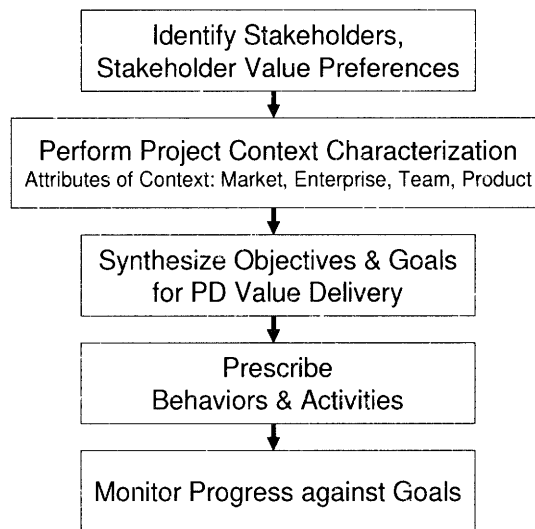 Identify Stakeholders,
Stakeholder Value Preferences
Perform Project Context Characterization
Attributes of Context: Market, Enterprise, Team, Product
Synthesize Objectives & Goals
for PD Value Delivery
Prescribe
Behaviors & Activities
Monitor Progress against Goals